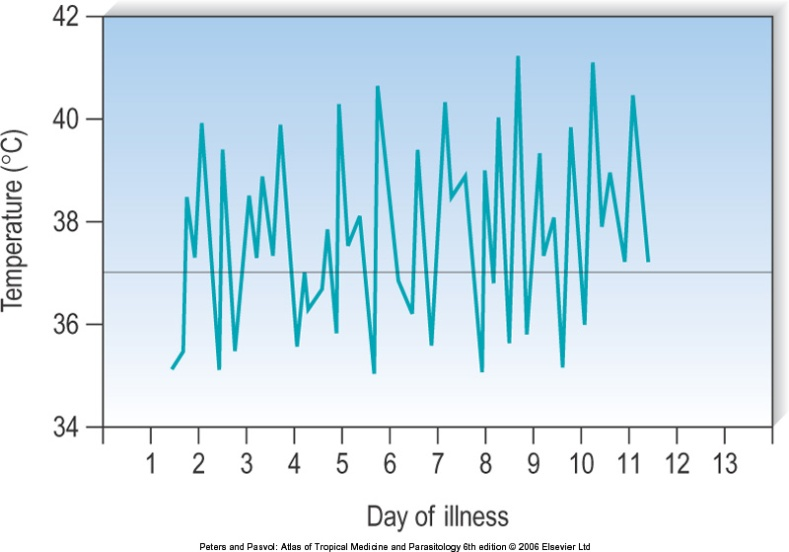 Temperature (°C)
42
40
38
36
34
1 2 3 4 5 6 7 8 9 10 11 12 13
Day of illness
Peters and Pasvol: Atlas of Tropical Medicine and Parasitology 6th edition © 2006 Elsevier Ltd